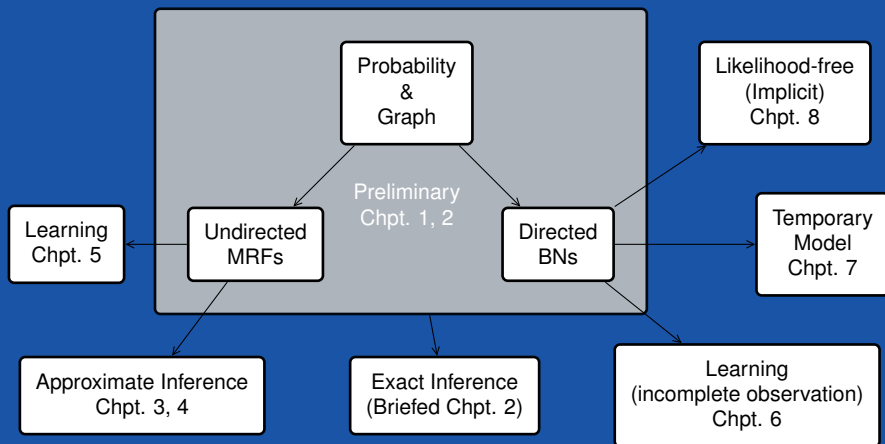 Probability
&
Graph
Likelihood-free
(Implicit)
Chpt. 8
Preliminary
Chpt. 1, 2
Learning
Chpt. 5
Undirected
MRFs
Directed
BNs
Temporary
Model
Chpt. 7
Approximate Inference
Chpt. 3, 4
Exact Inference
(Briefed Chpt. 2)
Learning
(incomplete observation)
Chpt. 6